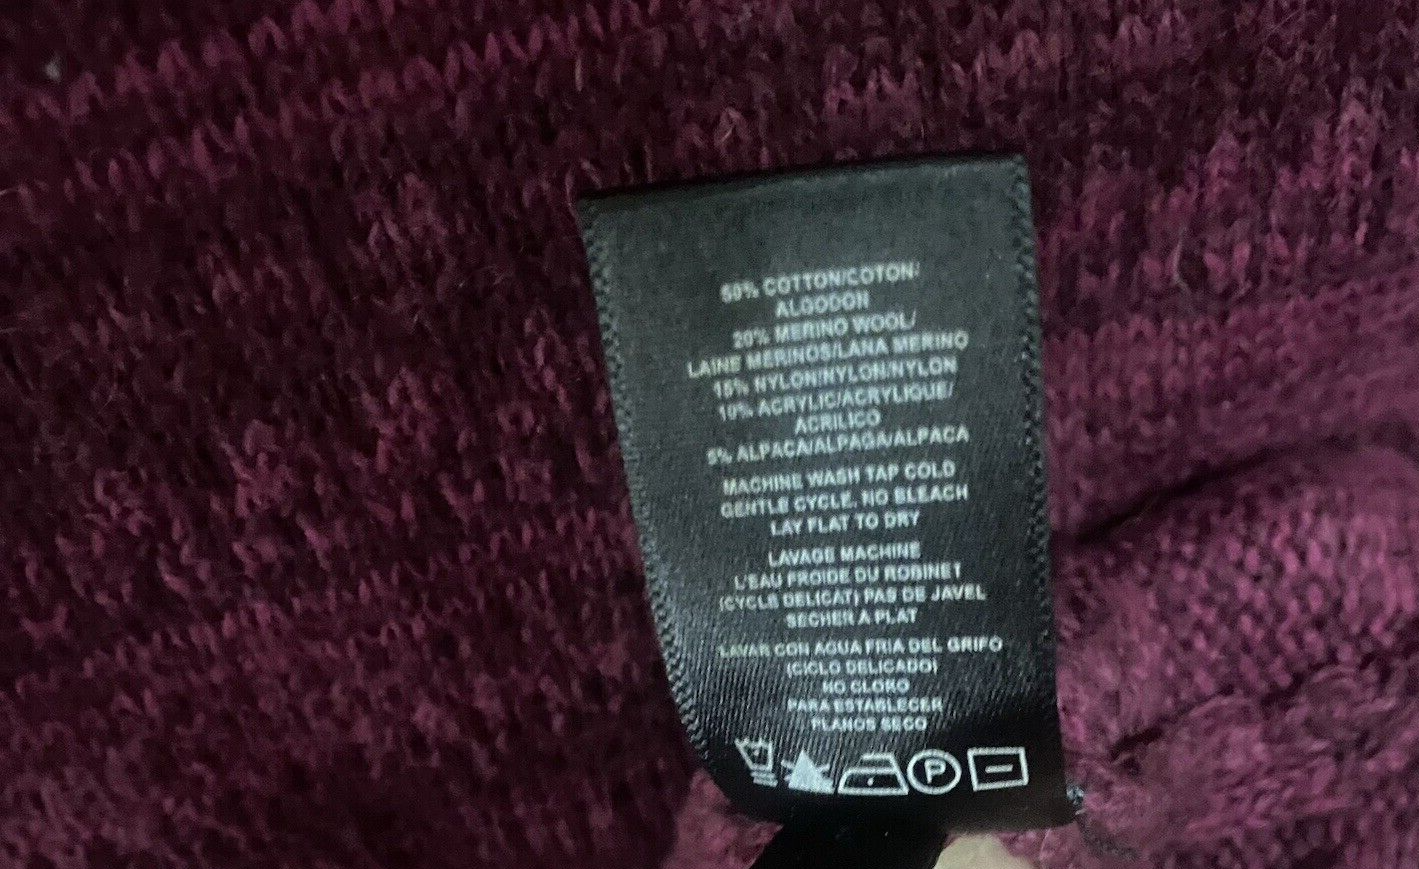 50% COTTON/COTON/
ALGODON
20% MERINO WOOL/
LAINE MERINOS/LANA MERINO
15% NYLON/NYLON/NYLON
10% ACRYLIC/ACRYLIQUE/
ACRILICO
5% ALPACA/ALPAGA/ALPACA
MACHINE WASH TAP COLD
GENTLE CYCLE, NO BLEACH
LAY FLAT TO DRY
LAVAGE MACHINE
L'EAU FROIDE DU ROBINET
(CYCLE DELICAT) PAS DE JAVEL
SECHER A PLAT
LAVAR CON AGUA FRIA DEL GRIFO
(CICLO DELICADO)
NO CLORO
PARA ESTABLECER
PLANOS SECO
P